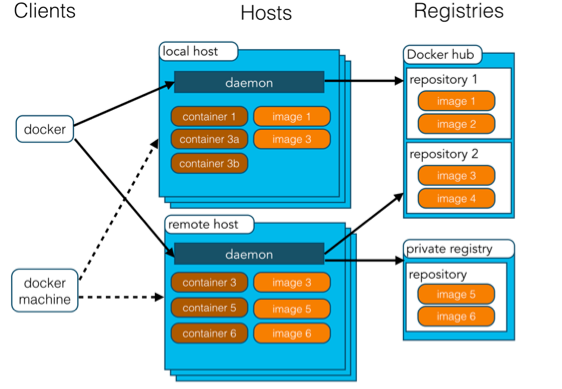 Clients
Hosts
Registries
docker
docker
machine
local host
daemon
container 1
image 1
container 3a
image 3
container 3b
remote host
daemon
container 3
image 3
container 5
image 5
container 6
image 6
Docker hub
repository 1
image 1
image 2
repository 2
image 3
image 4
private registry
repository
image 5
image 6